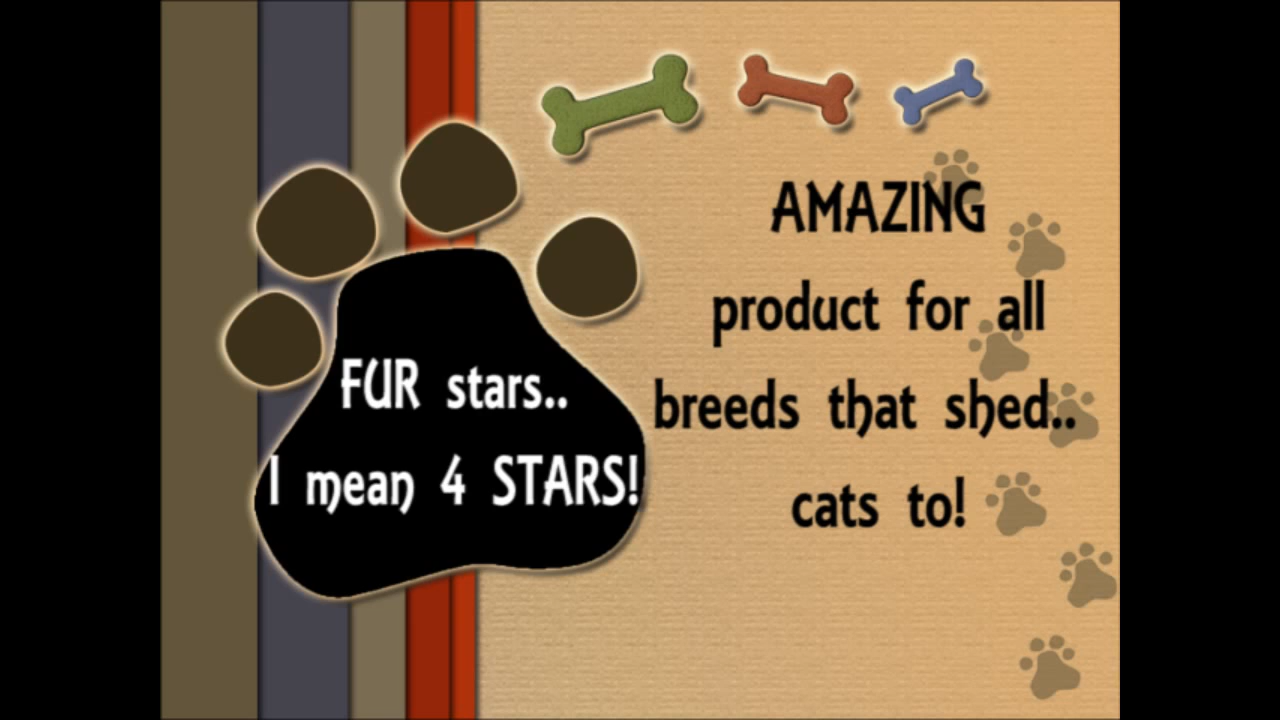 FUR stars..
I mean 4 STARS!
AMAZING
product for all
breeds that shed..
cats to!